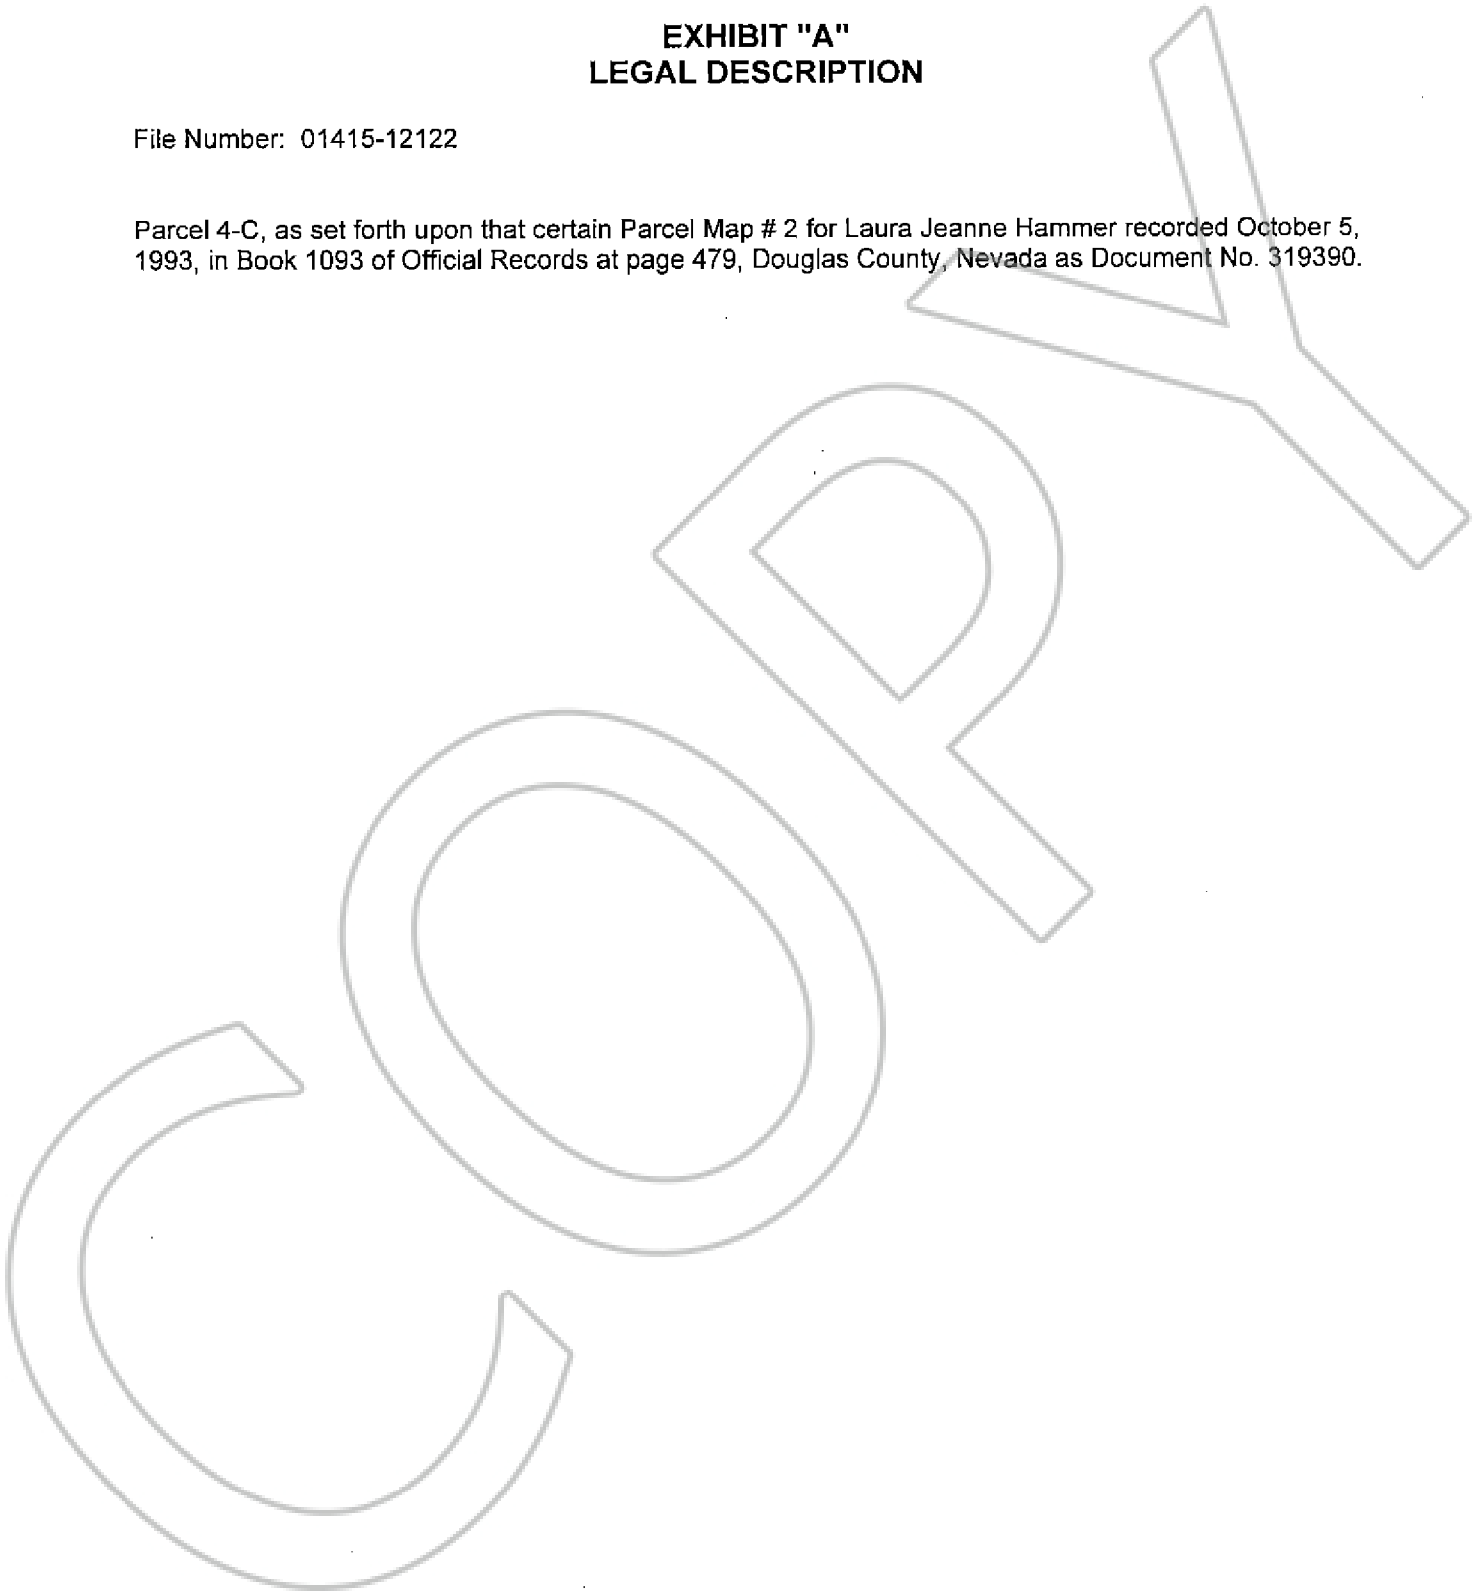 EXHIBIT "A"
LEGAL DESCRIPTION
File Number: 01415-12122
Parcel 4-C, as set forth upon that certain Parcel Map # 2 for Laura Jeanne Hammer recorded October 5,
1993, in Book 1093 of Official Records at page 479, Douglas County, Nevada as Document No. 319390.
COPY